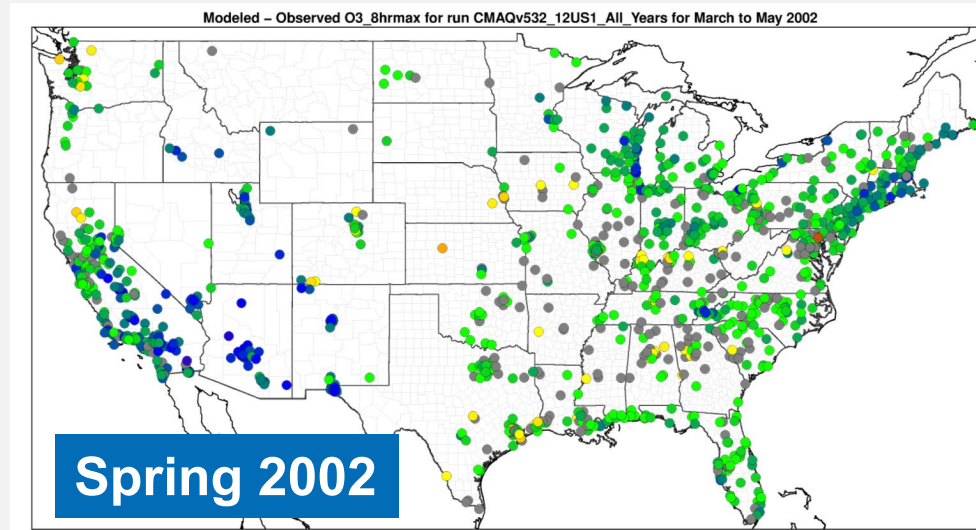 Modeled − Observed O3_8hrmax for run CMAQv532_12US1_All_Years for March to May 2002
Spring 2002